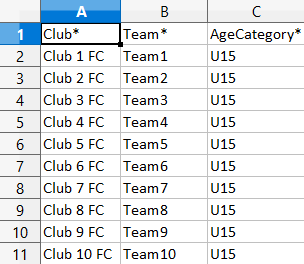 A B C
1 Club* Team* AgeCategory*
2 Club 1 FC Team1 U15
3 Club 2 FC Team2 U15
4 Club 3 FC Team3 U15
5 Club 4 FC Team4 U15
6 Club 5 FC Team5 U15
7 Club 6 FC Team6 U15
8 Club 7 FC Team7 U15
9 Club 8 FC Team8 U15
10 Club 9 FC Team9 U15
11 Club 10 FC Team10 U15